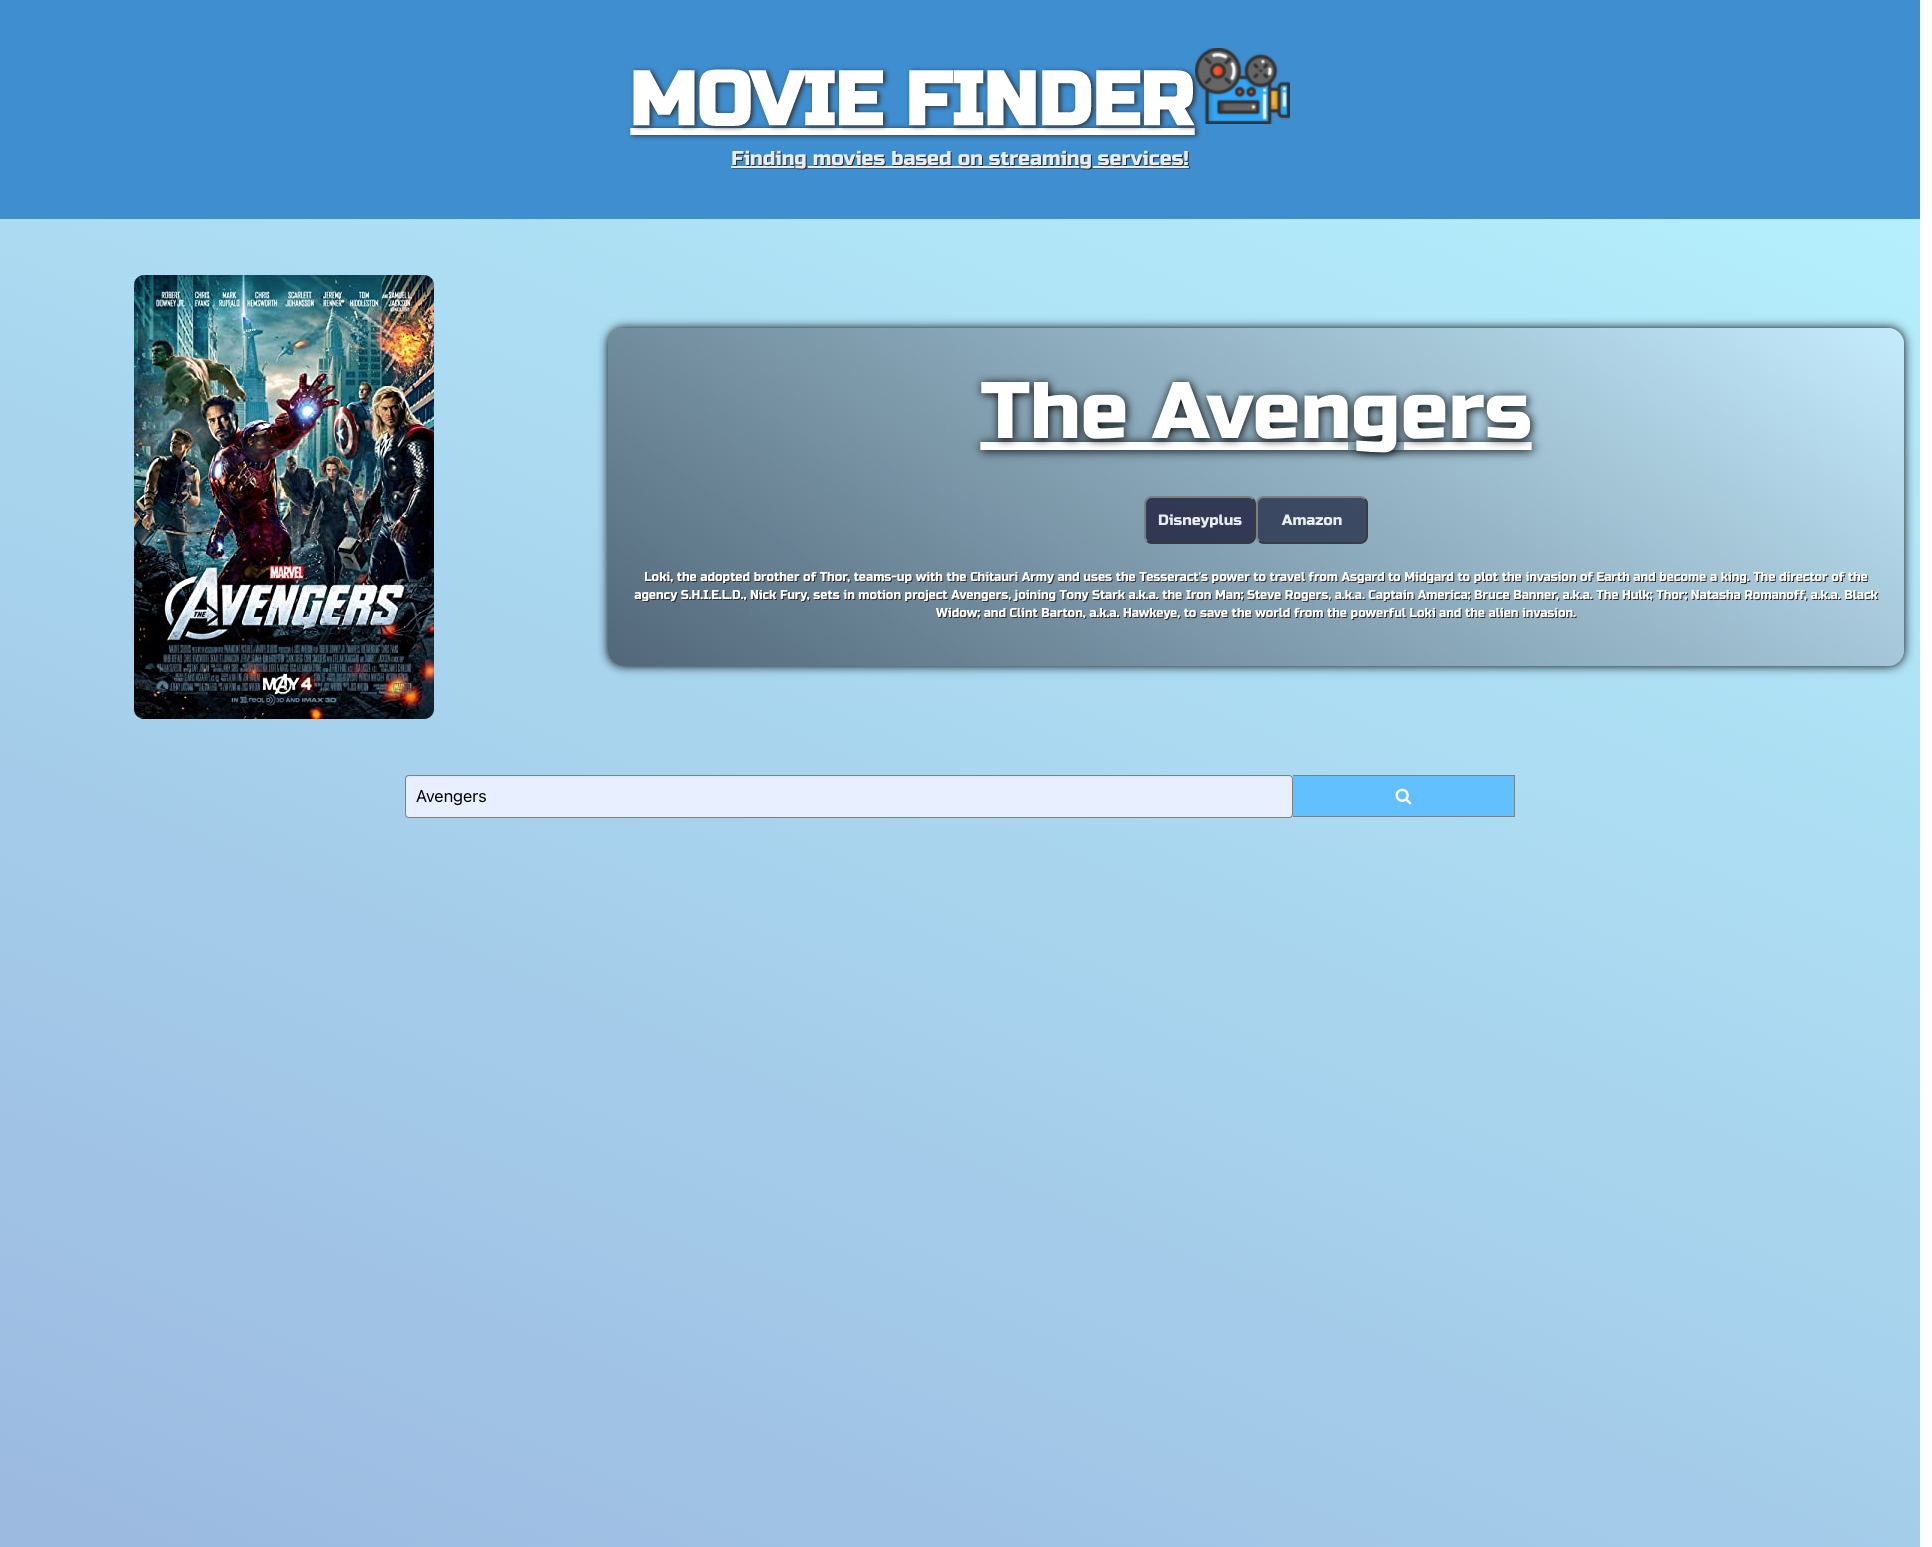 MOVIE FINDER
Finding movies based on streaming services!
ROBERT DOWNEY JR. CHRIS EVANS MARK RUFFALO CHRIS HEMSWORTH SCARLETT JOHANSSON JEREMY RENNER TOM HIDDLESTON AND SAMUEL L. JACKSON
MARVEL
THE AVENGERS
MAY 4
IN REAL D 3D AND IMAX 3D
The Avengers
Disneyplus Amazon
Loki, the adopted brother of Thor, teams-up with the Chitauri Army and uses the Tesseract's power to travel from Asgard to Midgard to plot the invasion of Earth and become a king. The director of the
agency S.H.I.E.L.D., Nick Fury, sets in motion project Avengers, joining Tony Stark a.k.a. the Iron Man; Steve Rogers, a.k.a. Captain America; Bruce Banner, a.k.a. The Hulk; Thor; Natasha Romanoff, a.k.a. Black
Widow; and Clint Barton, a.k.a. Hawkeye, to save the world from the powerful Loki and the alien invasion.
Avengers